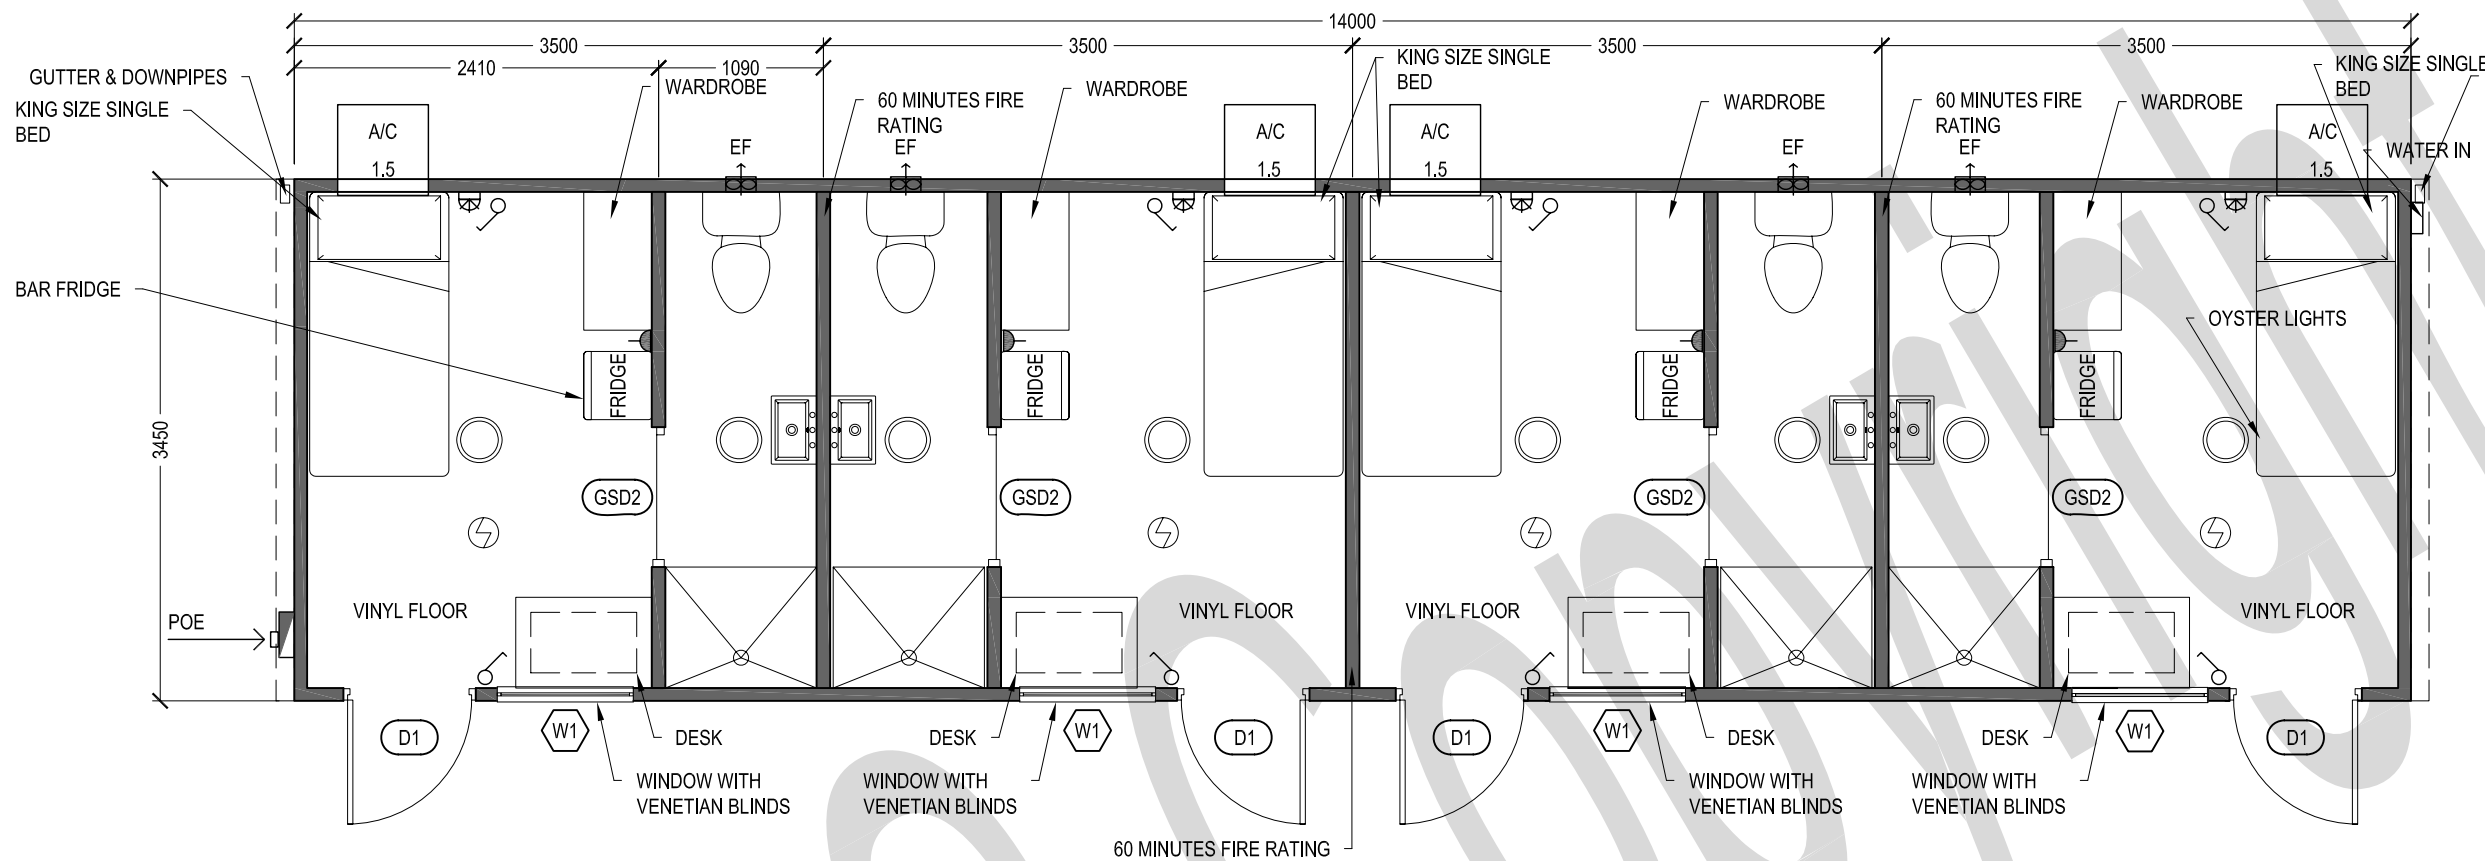 14000
3500
3500
3500
3500
2410
1090
GUTTER & DOWNPIPES
KING SIZE SINGLE
BED
WARDROBE
60 MINUTES FIRE
RATING
WARDROBE
KING SIZE SINGLE
BED
WARDROBE
60 MINUTES FIRE
RATING
WARDROBE
KING SIZE SINGLE
BED
WATER IN
A/C
1.5
EF
EF
A/C
1.5
A/C
1.5
EF
EF
A/C
1.5
BAR FRIDGE
FRIDGE
FRIDGE
FRIDGE
FRIDGE
OYSTER LIGHTS
3450
GSD2
GSD2
GSD2
GSD2
POE
VINYL FLOOR
VINYL FLOOR
VINYL FLOOR
VINYL FLOOR
D1
W1
DESK
DESK
W1
D1
D1
W1
DESK
DESK
W1
D1
WINDOW WITH
VENETIAN BLINDS
WINDOW WITH
VENETIAN BLINDS
WINDOW WITH
VENETIAN BLINDS
WINDOW WITH
VENETIAN BLINDS
60 MINUTES FIRE RATING
Copyright